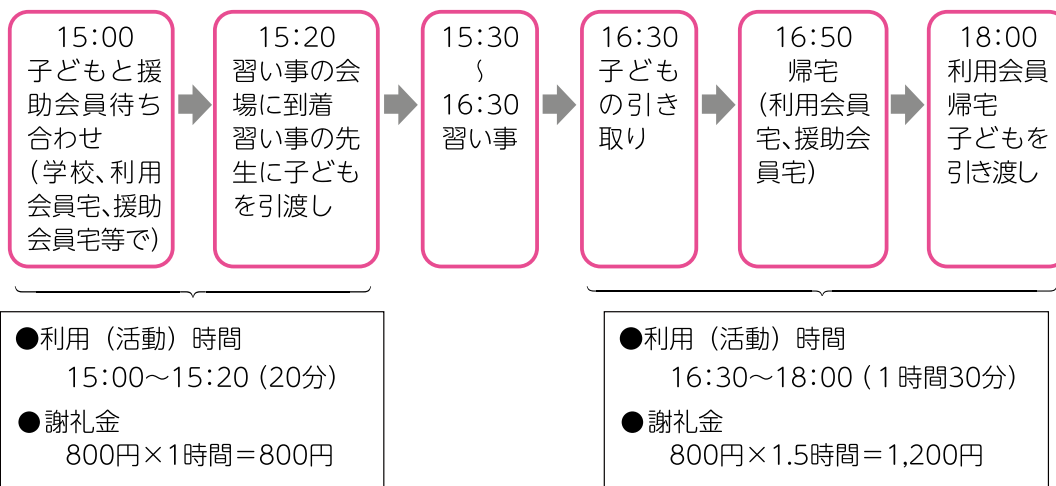 15:00
子どもと援
助会員待ち
合わせ
(学校、利用
会員宅、援助
会員宅等で)
15:20
習い事の会
場に到着
習い事の先
生に子ども
を引渡し
15:30
〜
16:30
習い事
16:30
子ども
の引き
取り
16:50
帰宅
(利用会員
宅、援助会
員宅)
18:00
利用会員
帰宅
子どもを
引き渡し
●利用（活動）時間
15:00〜15:20（20分）
●謝礼金
800円×1時間＝800円
●利用（活動）時間
16:30〜18:00（1時間30分）
●謝礼金
800円×1.5時間＝1,200円